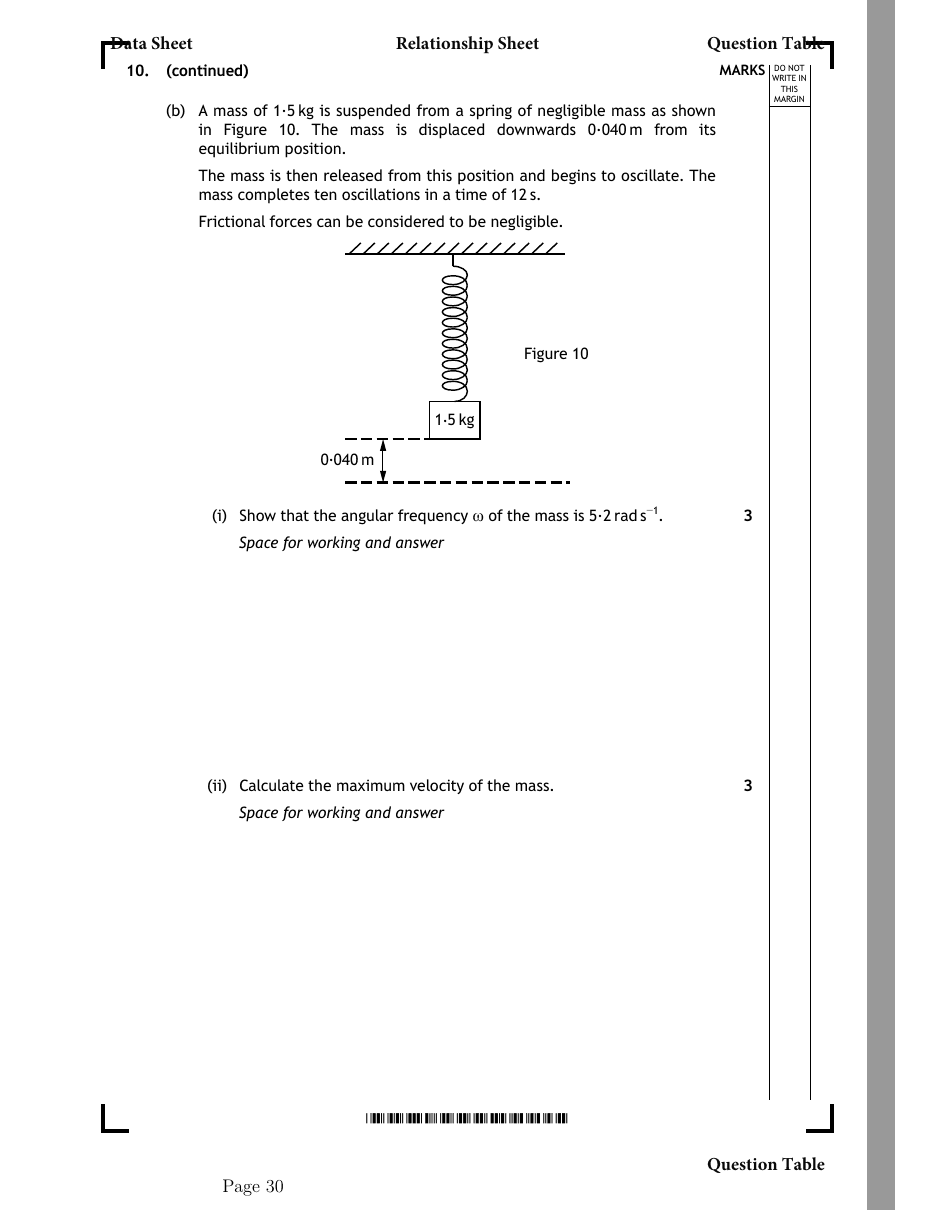 Data Sheet Relationship Sheet Question Table
10. (continued) MARKS DO NOT
WRITE IN
THIS
MARGIN
(b) A mass of 1·5 kg is suspended from a spring of negligible mass as shown
in Figure 10. The mass is displaced downwards 0·040 m from its
equilibrium position.
The mass is then released from this position and begins to oscillate. The
mass completes ten oscillations in a time of 12 s.
Frictional forces can be considered to be negligible.
Figure 10
1·5 kg
0·040 m
(i) Show that the angular frequency ω of the mass is 5·2 rad s⁻¹. 3
Space for working and answer
(ii) Calculate the maximum velocity of the mass. 3
Space for working and answer
Question Table
Page 30